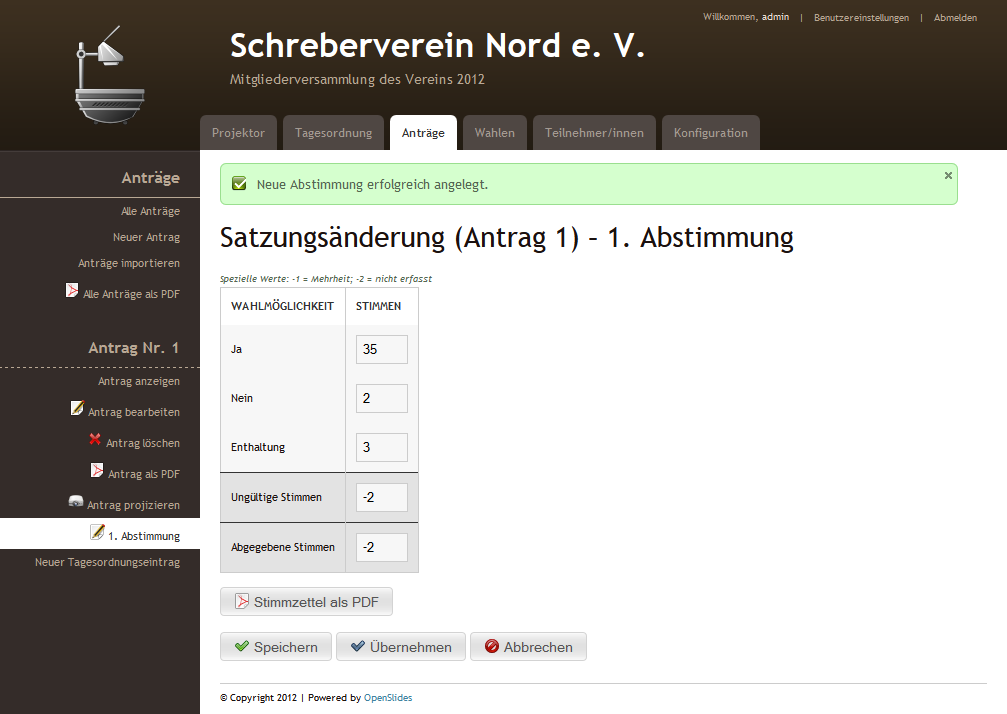 Willkommen, admin | Benutzereinstellungen | Abmelden
Schreberverein Nord e. V.
Mitgliederversammlung des Vereins 2012
Projektor Tagesordnung Anträge Wahlen Teilnehmer/innen Konfiguration
Anträge
Alle Anträge
Neuer Antrag
Anträge importieren
Alle Anträge als PDF
Antrag Nr. 1
Antrag anzeigen
Antrag bearbeiten
Antrag löschen
Antrag als PDF
Antrag projizieren
1. Abstimmung
Neuer Tagesordnungseintrag
Neue Abstimmung erfolgreich angelegt.
×
Satzungsänderung (Antrag 1) – 1. Abstimmung
Spezielle Werte: -1 = Mehrheit; -2 = nicht erfasst
WAHLMÖGLICHKEIT STIMMEN
Ja 35
Nein 2
Enthaltung 3
Ungültige Stimmen -2
Abgegebene Stimmen -2
Stimmzettel als PDF
Speichern Übernehmen Abbrechen
© Copyright 2012 | Powered by OpenSlides